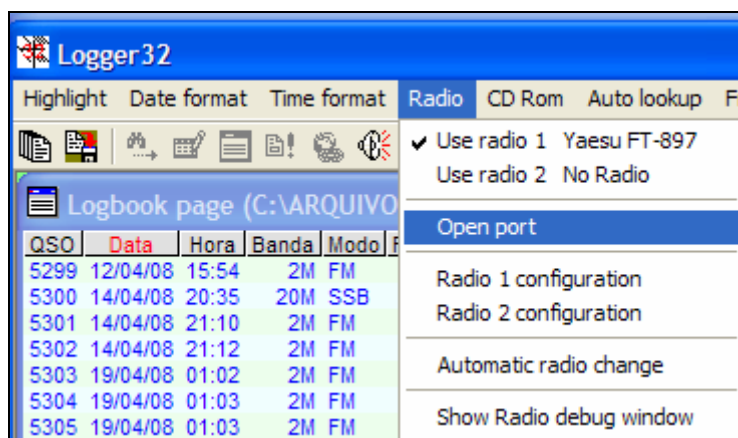 Logger32
Highlight Date format Time format Radio CD Rom Auto lookup F
Use radio 1 Yaesu FT-897
Use radio 2 No Radio
Open port
Radio 1 configuration
Radio 2 configuration
Automatic radio change
Show Radio debug window
Logbook page (C:\ARQUIVO
QSO Data Hora Banda Modo F
5299 12/04/08 15:54 2M FM
5300 14/04/08 20:35 20M SSB
5301 14/04/08 21:10 2M FM
5302 14/04/08 21:12 2M FM
5303 19/04/08 01:02 2M FM
5304 19/04/08 01:03 2M FM
5305 19/04/08 01:03 2M FM